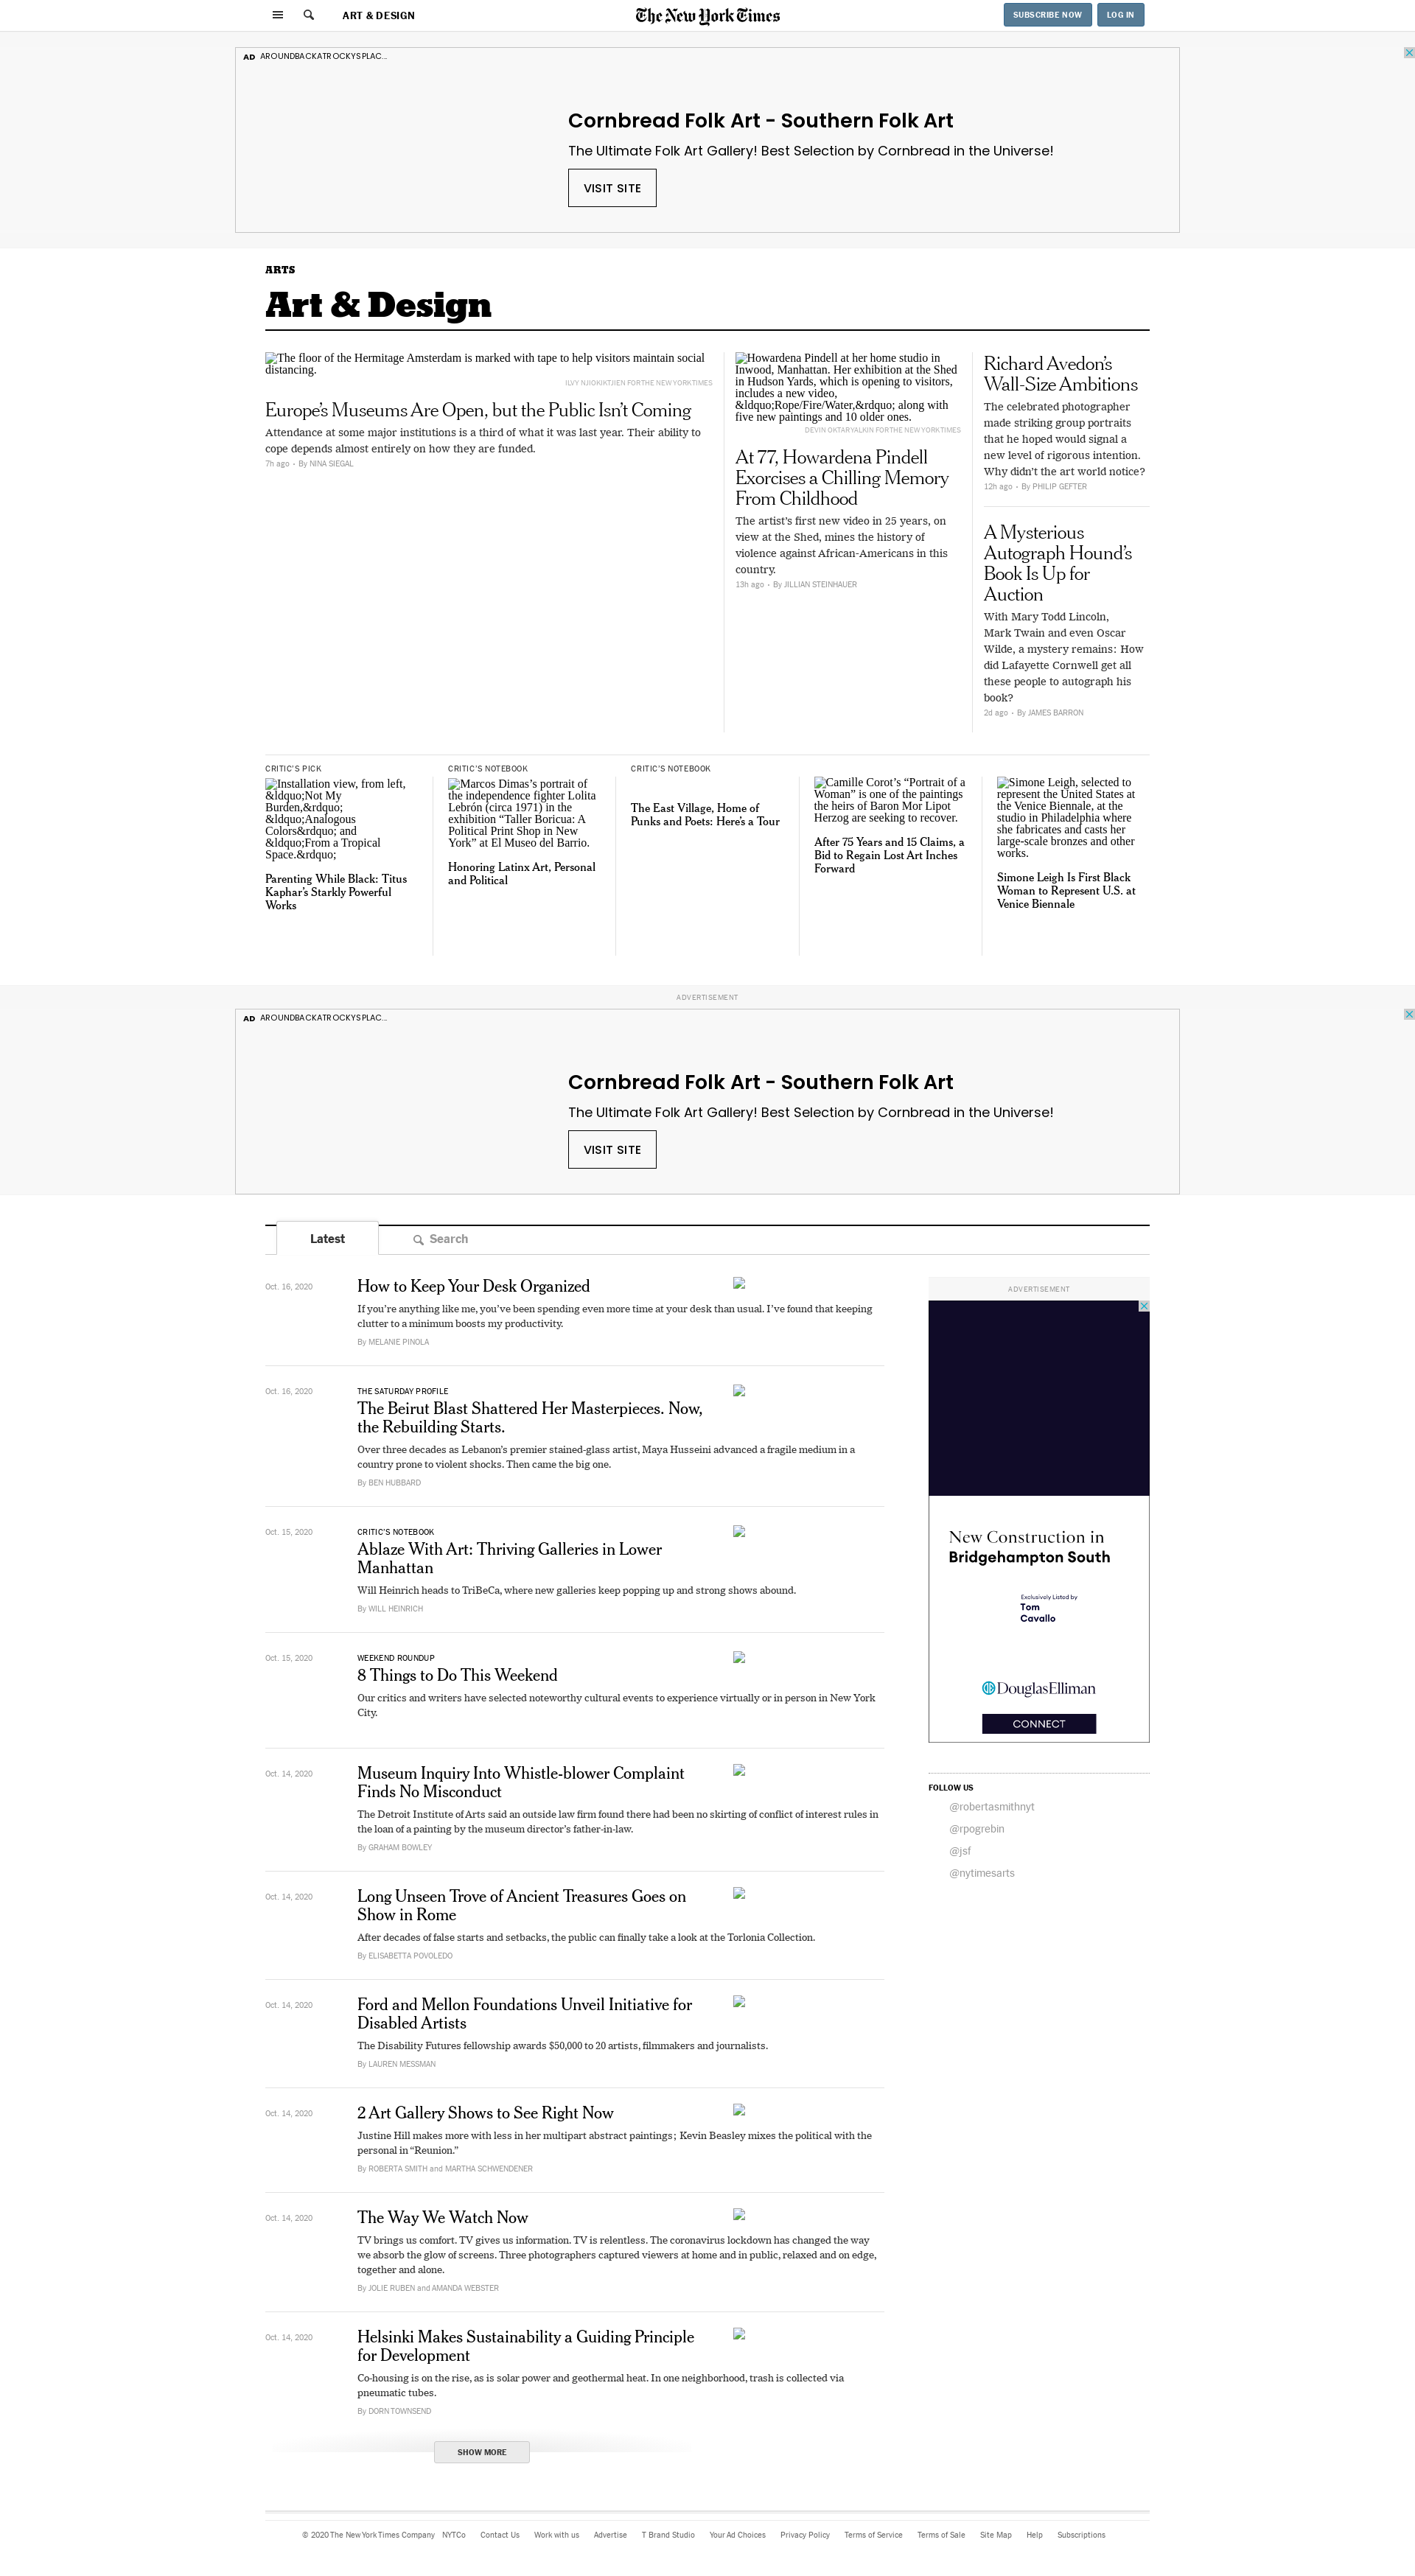 ART & DESIGN
The New York Times
SUBSCRIBE NOW
LOG IN
AD AROUNDBACKATROCKYSPLAC...
Cornbread Folk Art - Southern Folk Art
The Ultimate Folk Art Gallery! Best Selection by Cornbread in the Universe!
VISIT SITE
ARTS
Art & Design
The floor of the Hermitage Amsterdam is marked with tape to help visitors maintain social
distancing.
ILVY NJIOKIKTJIEN FOR THE NEW YORK TIMES
Europe’s Museums Are Open, but the Public Isn’t Coming
Attendance at some major institutions is a third of what it was last year. Their ability to
cope depends almost entirely on how they are funded.
7h ago • By NINA SIEGAL
Howardena Pindell at her home studio in
Inwood, Manhattan. Her exhibition at the Shed
in Hudson Yards, which is opening to visitors,
includes a new video,
&ldquo;Rope/Fire/Water,&rdquo; along with
five new paintings and 10 older ones.
DEVIN OKTAR YALKIN FOR THE NEW YORK TIMES
At 77, Howardena Pindell
Exorcises a Chilling Memory
From Childhood
The artist’s first new video in 25 years, on
view at the Shed, mines the history of
violence against African-Americans in this
country.
13h ago • By JILLIAN STEINHAUER
Richard Avedon’s
Wall-Size Ambitions
The celebrated photographer
made striking group portraits
that he hoped would signal a
new level of rigorous intention.
Why didn’t the art world notice?
12h ago • By PHILIP GEFTER
A Mysterious
Autograph Hound’s
Book Is Up for
Auction
With Mary Todd Lincoln,
Mark Twain and even Oscar
Wilde, a mystery remains: How
did Lafayette Cornwell get all
these people to autograph his
book?
2d ago • By JAMES BARRON
CRITIC’S PICK
Installation view, from left,
&ldquo;Not My
Burden,&rdquo;
&ldquo;Analogous
Colors&rdquo; and
&ldquo;From a Tropical
Space.&rdquo;
Parenting While Black: Titus
Kaphar’s Starkly Powerful
Works
CRITIC’S NOTEBOOK
Marcos Dimas’s portrait of
the independence fighter Lolita
Lebrón (circa 1971) in the
exhibition “Taller Boricua: A
Political Print Shop in New
York” at El Museo del Barrio.
Honoring Latinx Art, Personal
and Political
CRITIC’S NOTEBOOK
The East Village, Home of
Punks and Poets: Here’s a Tour
Camille Corot’s “Portrait of a
Woman” is one of the paintings
the heirs of Baron Mor Lipot
Herzog are seeking to recover.
After 75 Years and 15 Claims, a
Bid to Regain Lost Art Inches
Forward
Simone Leigh, selected to
represent the United States at
the Venice Biennale, at the
studio in Philadelphia where
she fabricates and casts her
large-scale bronzes and other
works.
Simone Leigh Is First Black
Woman to Represent U.S. at
Venice Biennale
ADVERTISEMENT
AD AROUNDBACKATROCKYSPLAC...
Cornbread Folk Art - Southern Folk Art
The Ultimate Folk Art Gallery! Best Selection by Cornbread in the Universe!
VISIT SITE
Latest
Search
Oct. 16, 2020
How to Keep Your Desk Organized
If you’re anything like me, you’ve been spending even more time at your desk than usual. I’ve found that keeping
clutter to a minimum boosts my productivity.
By MELANIE PINOLA
Oct. 16, 2020
THE SATURDAY PROFILE
The Beirut Blast Shattered Her Masterpieces. Now,
the Rebuilding Starts.
Over three decades as Lebanon’s premier stained-glass artist, Maya Husseini advanced a fragile medium in a
country prone to violent shocks. Then came the big one.
By BEN HUBBARD
Oct. 15, 2020
CRITIC’S NOTEBOOK
Ablaze With Art: Thriving Galleries in Lower
Manhattan
Will Heinrich heads to TriBeCa, where new galleries keep popping up and strong shows abound.
By WILL HEINRICH
Oct. 15, 2020
WEEKEND ROUNDUP
8 Things to Do This Weekend
Our critics and writers have selected noteworthy cultural events to experience virtually or in person in New York
City.
Oct. 14, 2020
Museum Inquiry Into Whistle-blower Complaint
Finds No Misconduct
The Detroit Institute of Arts said an outside law firm found there had been no skirting of conflict of interest rules in
the loan of a painting by the museum director’s father-in-law.
By GRAHAM BOWLEY
Oct. 14, 2020
Long Unseen Trove of Ancient Treasures Goes on
Show in Rome
After decades of false starts and setbacks, the public can finally take a look at the Torlonia Collection.
By ELISABETTA POVOLEDO
Oct. 14, 2020
Ford and Mellon Foundations Unveil Initiative for
Disabled Artists
The Disability Futures fellowship awards $50,000 to 20 artists, filmmakers and journalists.
By LAUREN MESSMAN
Oct. 14, 2020
2 Art Gallery Shows to See Right Now
Justine Hill makes more with less in her multipart abstract paintings; Kevin Beasley mixes the political with the
personal in “Reunion.”
By ROBERTA SMITH and MARTHA SCHWENDENER
Oct. 14, 2020
The Way We Watch Now
TV brings us comfort. TV gives us information. TV is relentless. The coronavirus lockdown has changed the way
we absorb the glow of screens. Three photographers captured viewers at home and in public, relaxed and on edge,
together and alone.
By JOLIE RUBEN and AMANDA WEBSTER
Oct. 14, 2020
Helsinki Makes Sustainability a Guiding Principle
for Development
Co-housing is on the rise, as is solar power and geothermal heat. In one neighborhood, trash is collected via
pneumatic tubes.
By DORN TOWNSEND
SHOW MORE
ADVERTISEMENT
New Construction in
Bridgehampton South
Exclusively Listed by
Tom
Cavallo
DouglasElliman
CONNECT
FOLLOW US
@robertasmithnyt
@rpogrebin
@jsf
@nytimesarts
© 2020 The New York Times Company NYTCo Contact Us Work with us Advertise T Brand Studio Your Ad Choices Privacy Policy Terms of Service Terms of Sale Site Map Help Subscriptions